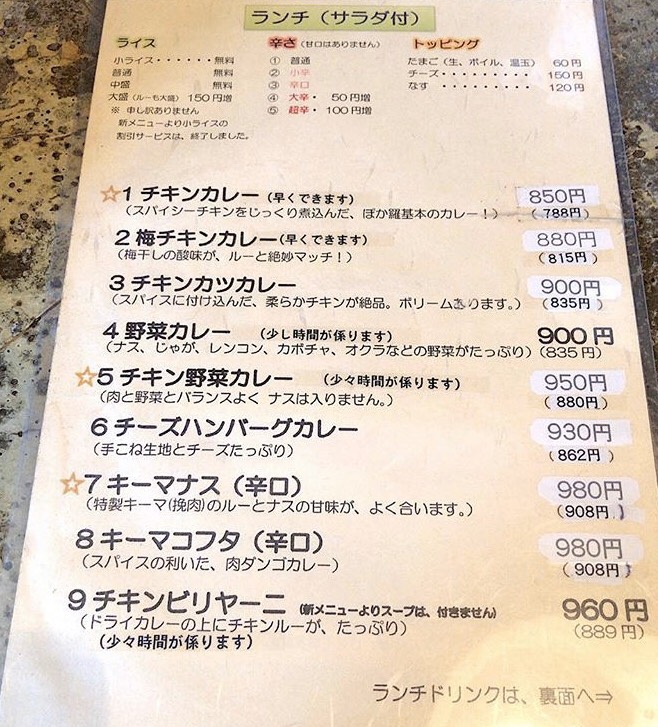 ランチ（サラダ付）
ライス
小ライス・・・・・・無料
普通 無料
中盛 無料
大盛（ルーも大盛）150円増
※ 申し訳ありません
新メニューより小ライスの
割引サービスは、終了しました。
辛さ（甘口はありません）
① 普通
② 小辛
③ 辛口
④ 大辛・ 50円増
⑤ 超辛・100円増
トッピング
たまご（生、ボイル、温玉） 60円
チーズ・・・・・・・・・150円
なす・・・・・・・・・・120円
☆1 チキンカレー（早くできます） 850円
（スパイシーチキンをじっくり煮込んだ、ぽか羅基本のカレー！） （788円）
2 梅チキンカレー（早くできます） 880円
（梅干しの酸味が、ルーと絶妙マッチ！） （815円）
3 チキンカツカレー 900円
（スパイスに付け込んだ、柔らかチキンが絶品。ボリームあります。） （835円）
4 野菜カレー （少し時間が係ります） 900円
（ナス、じゃが、レンコン、カボチャ、オクラなどの野菜がたっぷり）（835円）
☆5 チキン野菜カレー （少々時間が係ります） 950円
（肉と野菜とバランスよく ナスは入りません。） （880円）
6 チーズハンバーグカレー 930円
（手こね生地とチーズたっぷり） （862円）
☆7 キーマナス（辛口） 980円
（特製キーマ(挽肉)のルーとナスの甘味が、よく合います。） （908円）
8 キーマコフタ（辛口） 980円
（スパイスの利いた、肉ダンゴカレー） （908円）
9 チキンビリヤーニ （新メニューよりスープは、付きません） 960円
（ドライカレーの上にチキンルーが、たっぷり） （889円）
（少々時間が係ります）
ランチドリンクは、裏面へ⇒